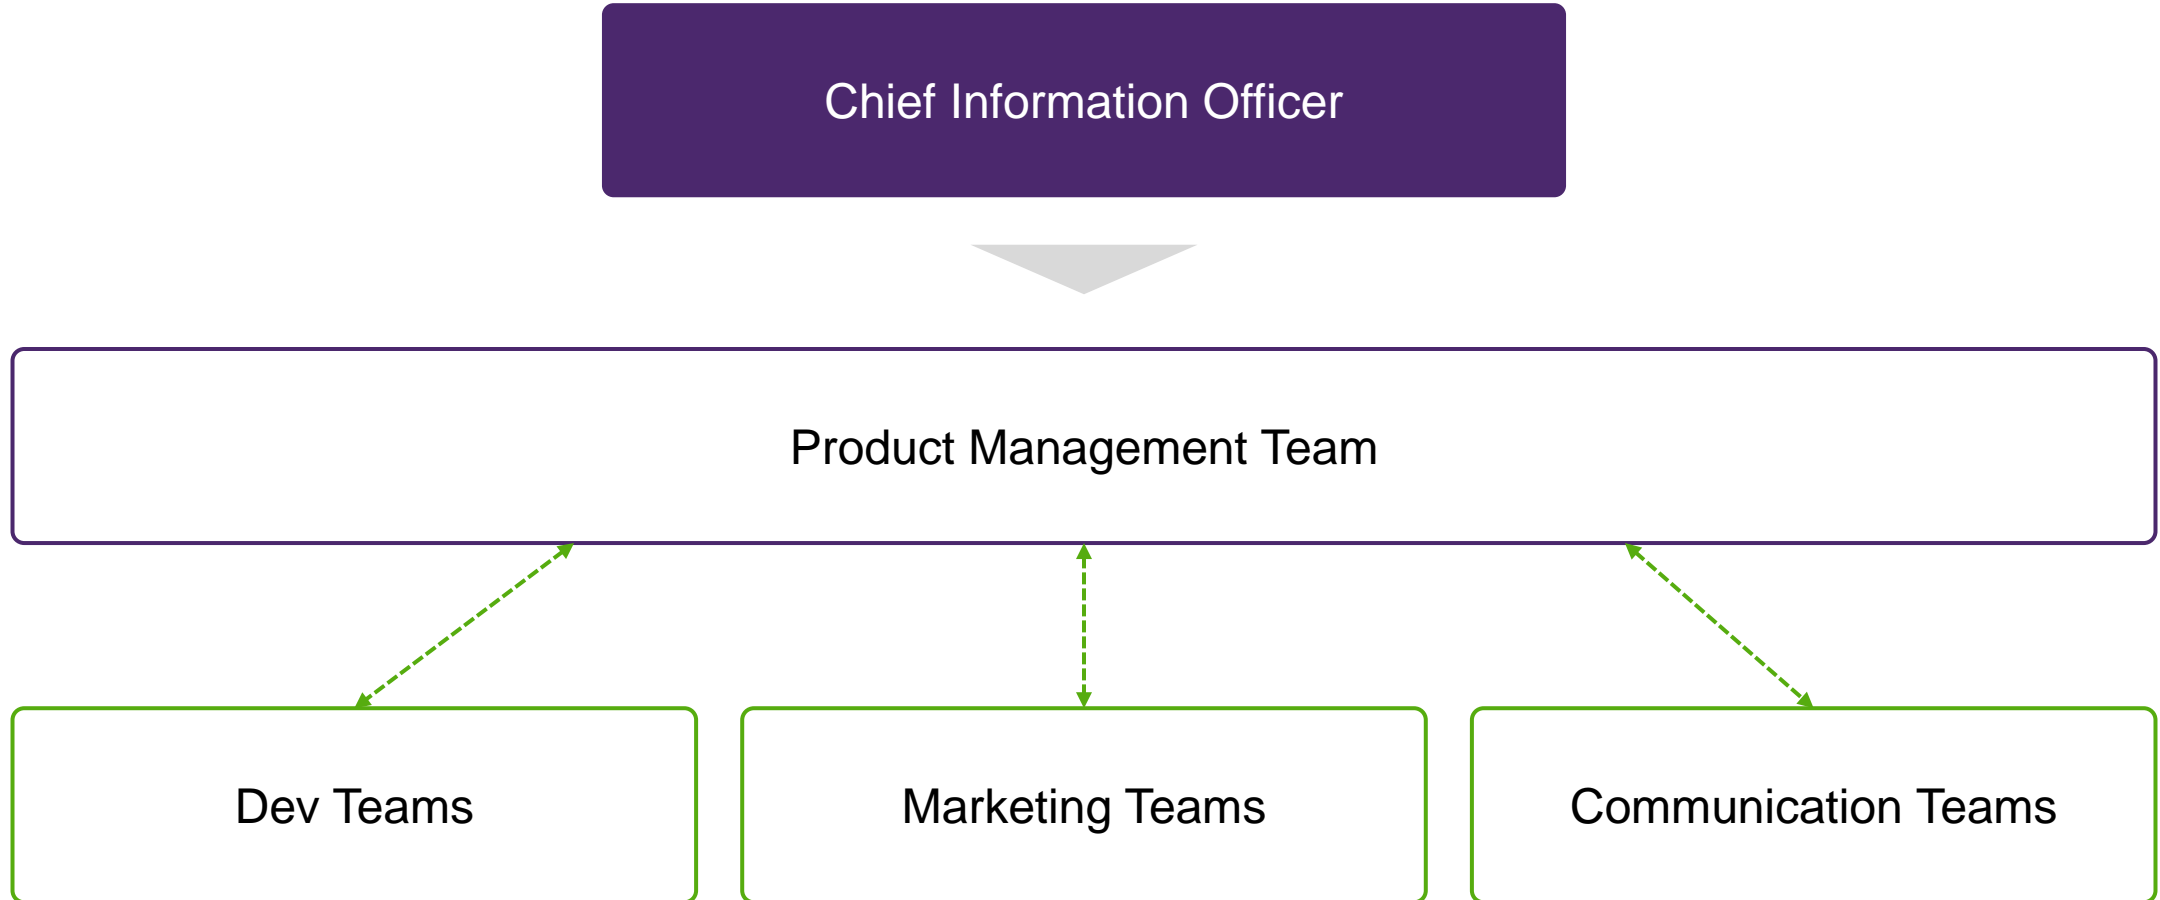 Chief Information Officer
Product Management Team
Dev Teams
Marketing Teams
Communication Teams